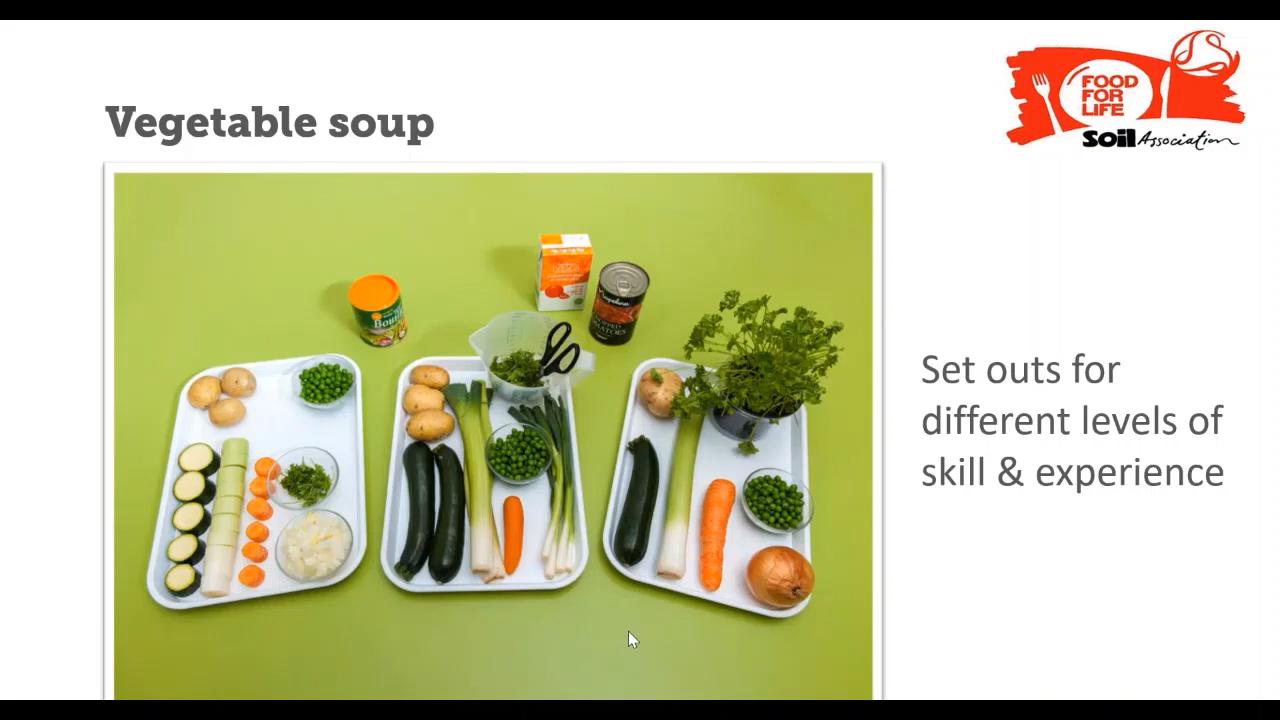 Vegetable soup
FOOD
FOR
LIFE
Soil Association
Set outs for
different levels of
skill & experience